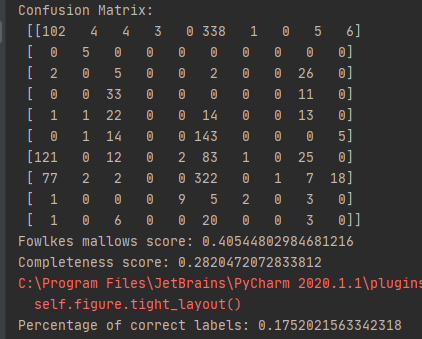 Confusion Matrix:
[[102   4   4   3   0 338   1   0   5   6]
[  0   5   0   0   0   0   0   0   0   0]
[  2   0   5   0   0   2   0   0  26   0]
[  0   0  33   0   0   0   0   0  11   0]
[  1   1  22   0   0  14   0   0  13   0]
[  0   1  14   0   0 143   0   0   0   5]
[121   0  12   0   2  83   1   0  25   0]
[ 77   2   2   0   0 322   0   1   7  18]
[  1   0   0   0   9   5   2   0   3   0]
[  1   0   6   0   0  20   0   0   3   0]]
Fowlkes mallows score: 0.40544802984681216
Completeness score: 0.2820472072833812
C:\Program Files\JetBrains\PyCharm 2020.1.1\plugins
self.figure.tight_layout()
Percentage of correct labels: 0.1752021563342318